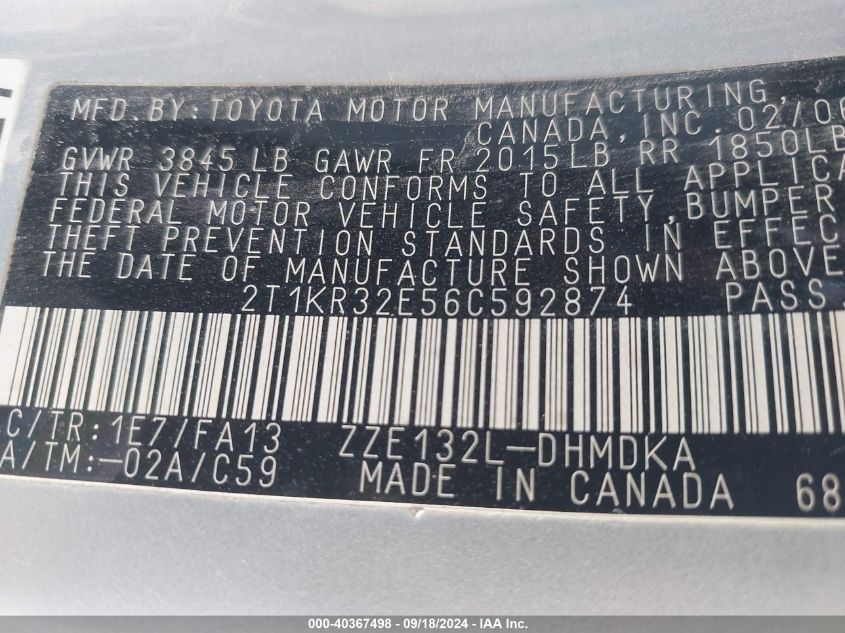 MFD.BY:TOYOTA MOTOR MANUFACTURING,
CANADA,INC.02/06
GVWR 3845 LB GAWR FR 2015LB RR 1850LB
THIS VEHICLE CONFORMS TO ALL APPLICA
FEDERAL MOTOR VEHICLE SAFETY,BUMPER
THEFT PREVENTION STANDARDS IN EFFEC
THE DATE OF MANUFACTURE SHOWN ABOVE
2T1KR32E56C592874 PASS.
C/TR:1E7/FA13 ZZE132L-DHMDKA
A/TM:-02A/C59 MADE IN CANADA 68
000-40367498 - 09/18/2024 - IAA Inc.